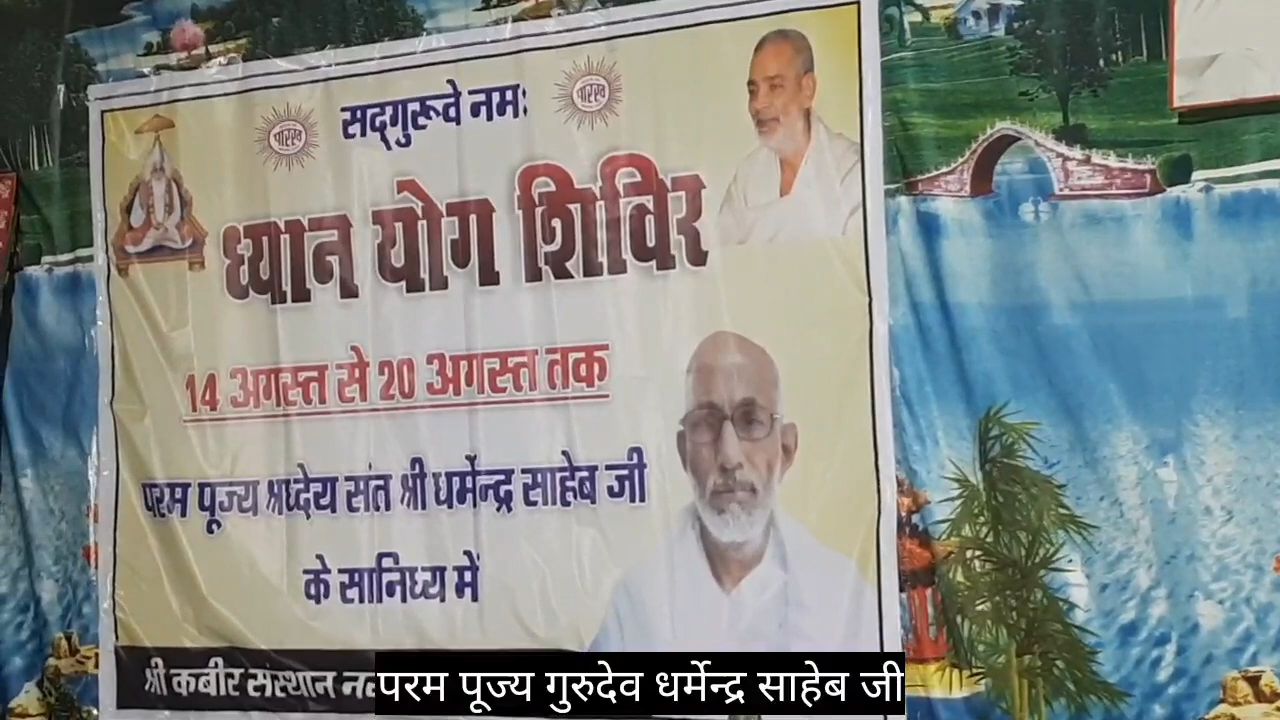 सद्गुरूवे नमः
पारख
पारख
ध्यान योग शिविर
14 अगस्त से 20 अगस्त तक
परम पूज्य श्रध्देय संत श्री धर्मेन्द्र साहेब जी
के सानिध्य में
श्री कबीर संस्थान
परम पूज्य गुरुदेव धर्मेन्द्र साहेब जी